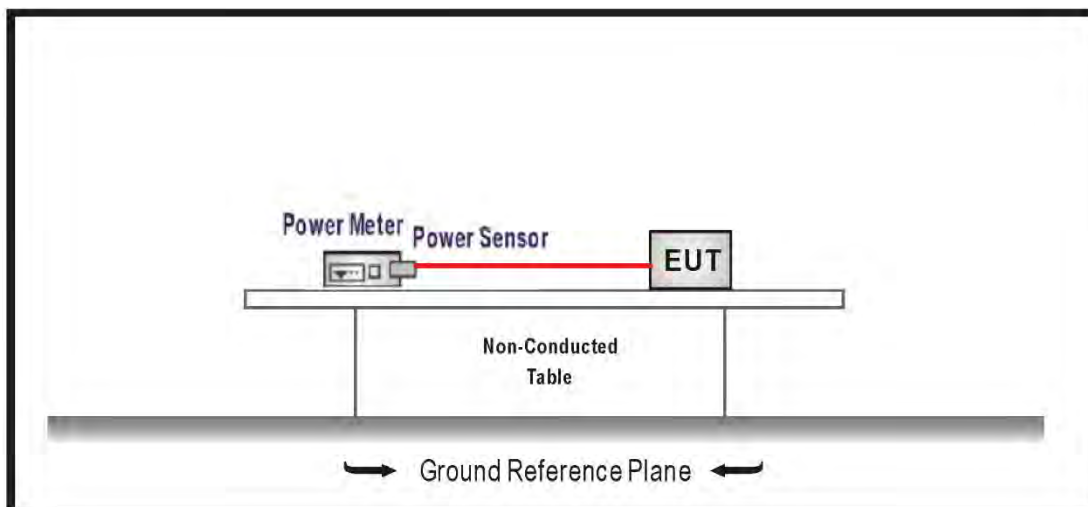 Power Meter
Power Sensor
EUT
Non-Conducted
Table
Ground Reference Plane